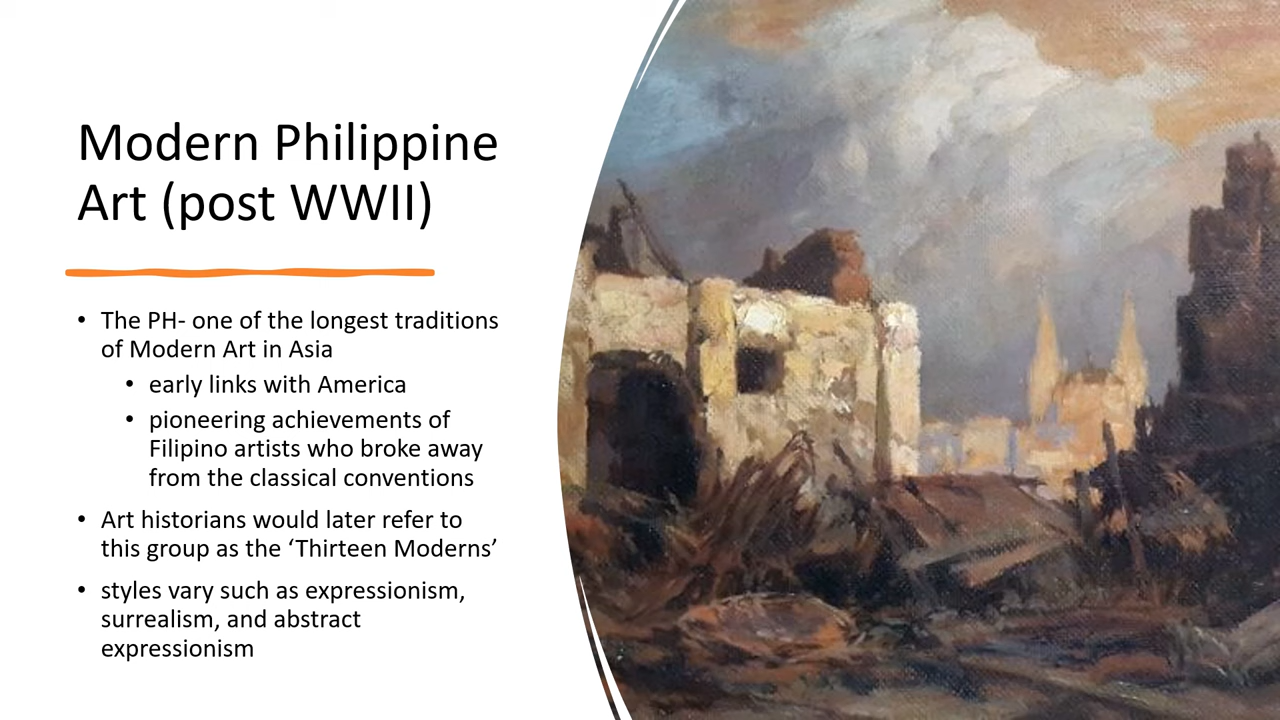 Modern Philippine
Art (post WWII)
• The PH- one of the longest traditions
of Modern Art in Asia
• early links with America
• pioneering achievements of
Filipino artists who broke away
from the classical conventions
• Art historians would later refer to
this group as the ‘Thirteen Moderns’
• styles vary such as expressionism,
surrealism, and abstract
expressionism